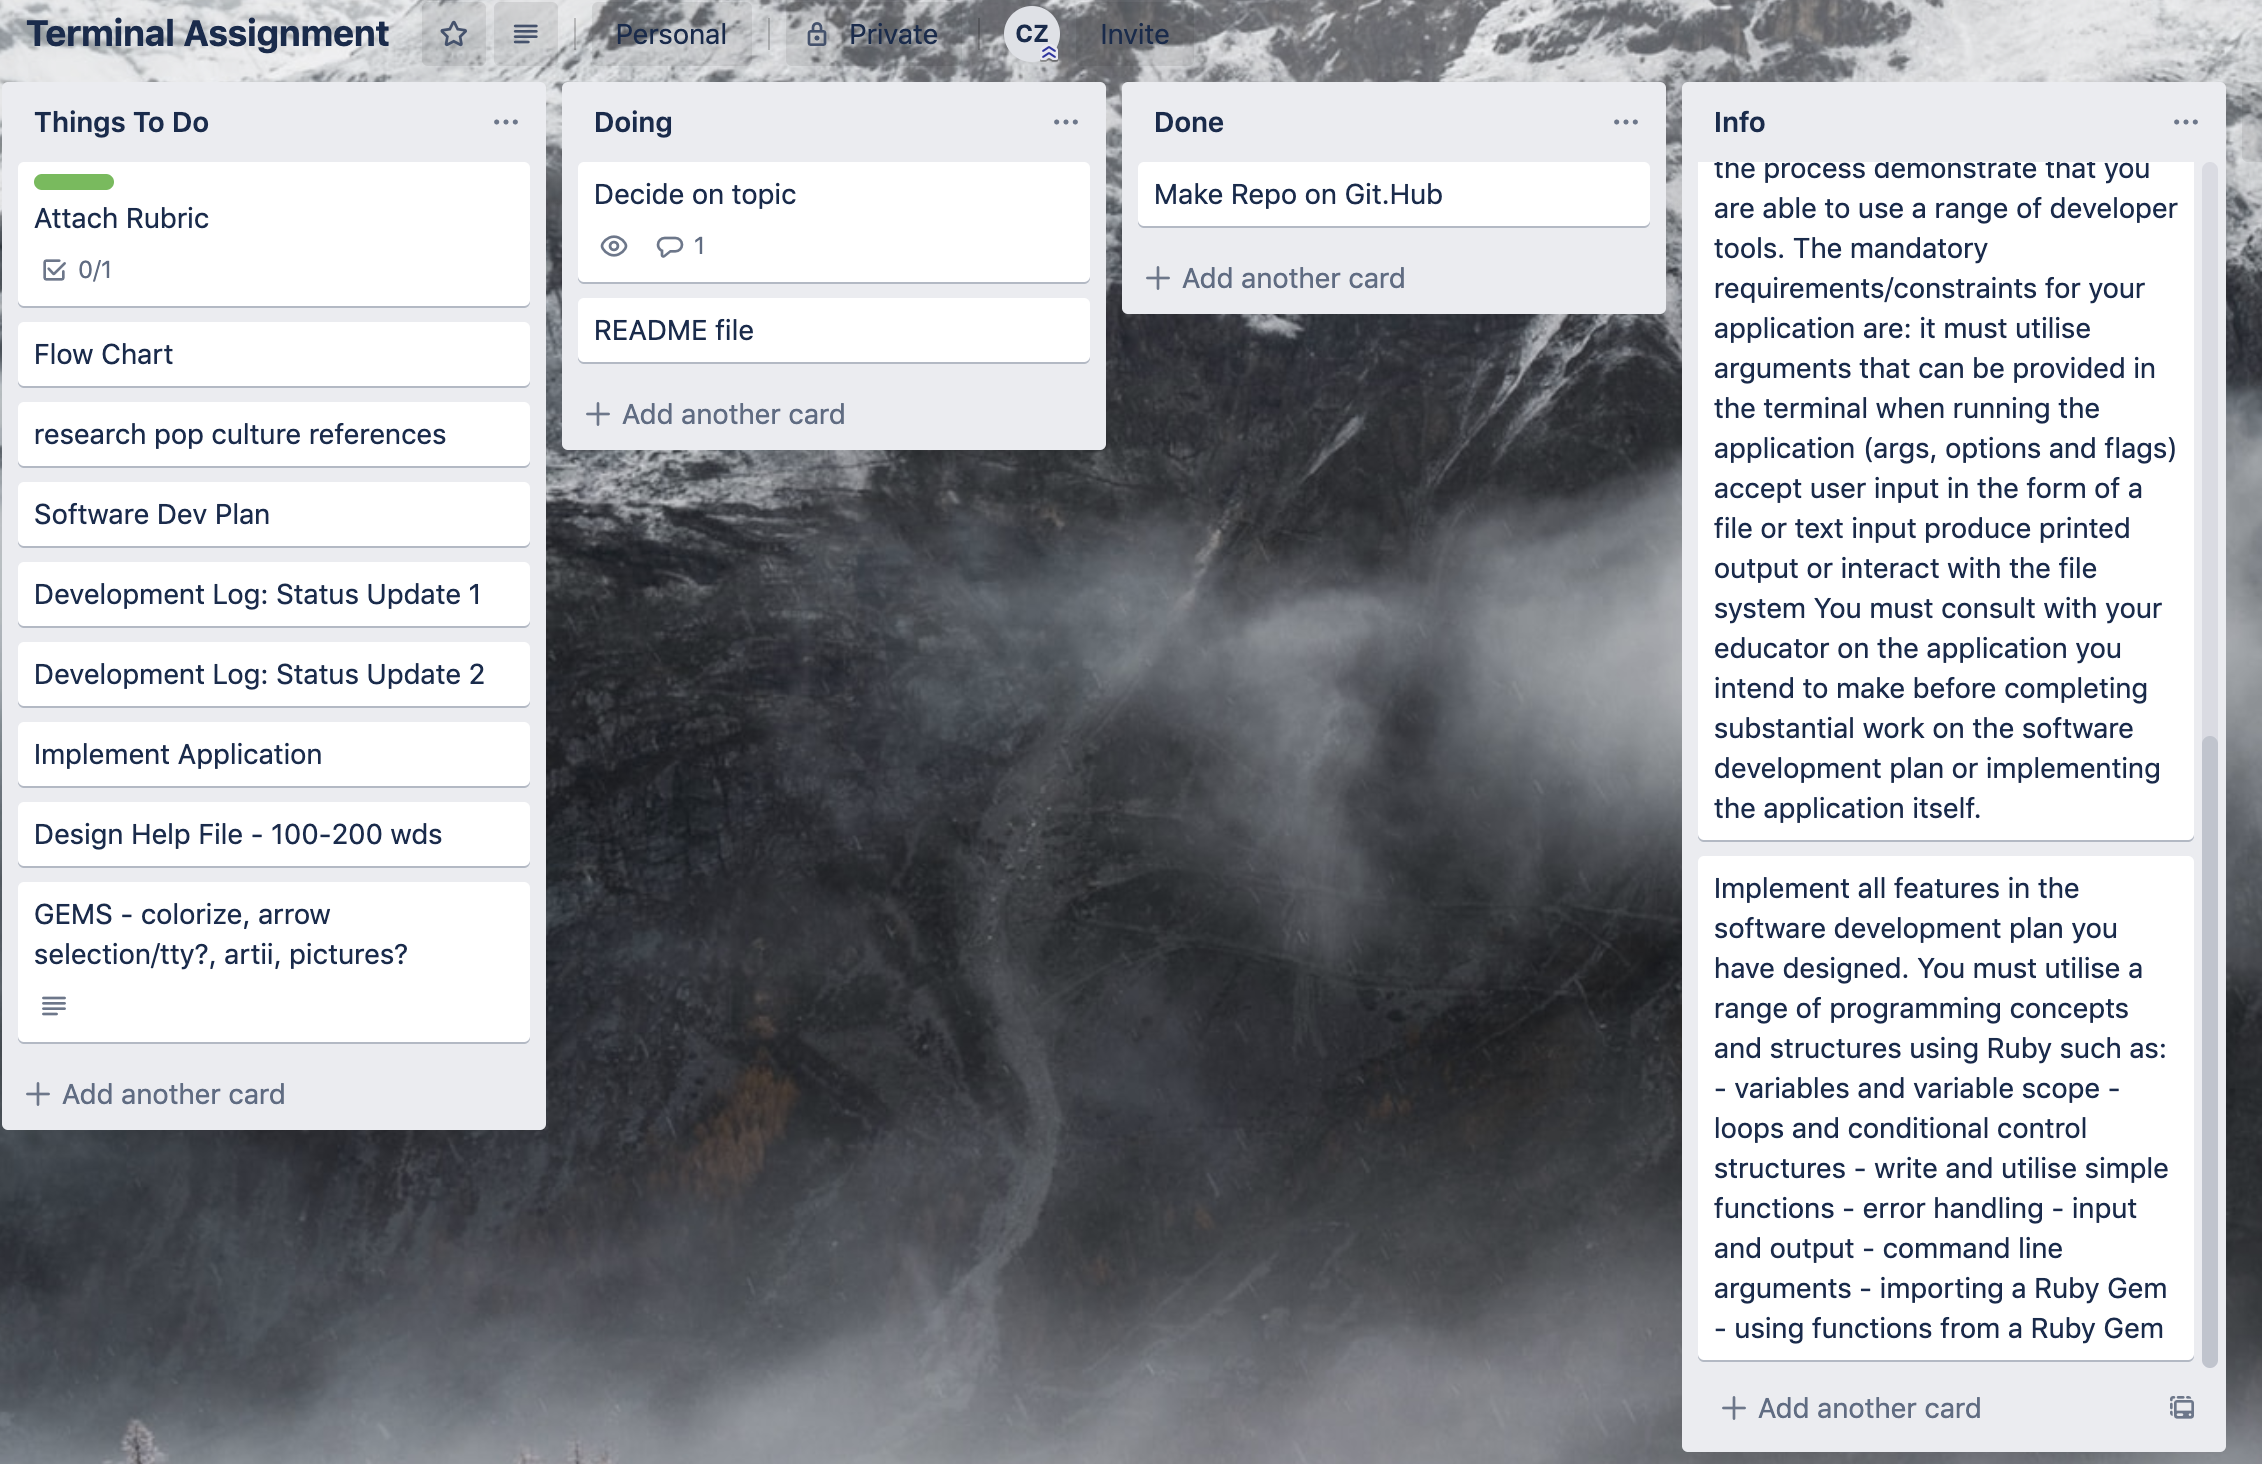 Terminal Assignment
Personal
Private
CZ
Invite
Things To Do
Attach Rubric
0/1
Flow Chart
research pop culture references
Software Dev Plan
Development Log: Status Update 1
Development Log: Status Update 2
Implement Application
Design Help File - 100-200 wds
GEMS - colorize, arrow
selection/tty?, artii, pictures?
+ Add another card
Doing
Decide on topic
1
README file
+ Add another card
Done
Make Repo on Git.Hub
+ Add another card
Info
the process demonstrate that you
are able to use a range of developer
tools. The mandatory
requirements/constraints for your
application are: it must utilise
arguments that can be provided in
the terminal when running the
application (args, options and flags)
accept user input in the form of a
file or text input produce printed
output or interact with the file
system You must consult with your
educator on the application you
intend to make before completing
substantial work on the software
development plan or implementing
the application itself.
Implement all features in the
software development plan you
have designed. You must utilise a
range of programming concepts
and structures using Ruby such as:
- variables and variable scope -
loops and conditional control
structures - write and utilise simple
functions - error handling - input
and output - command line
arguments - importing a Ruby Gem
- using functions from a Ruby Gem
+ Add another card